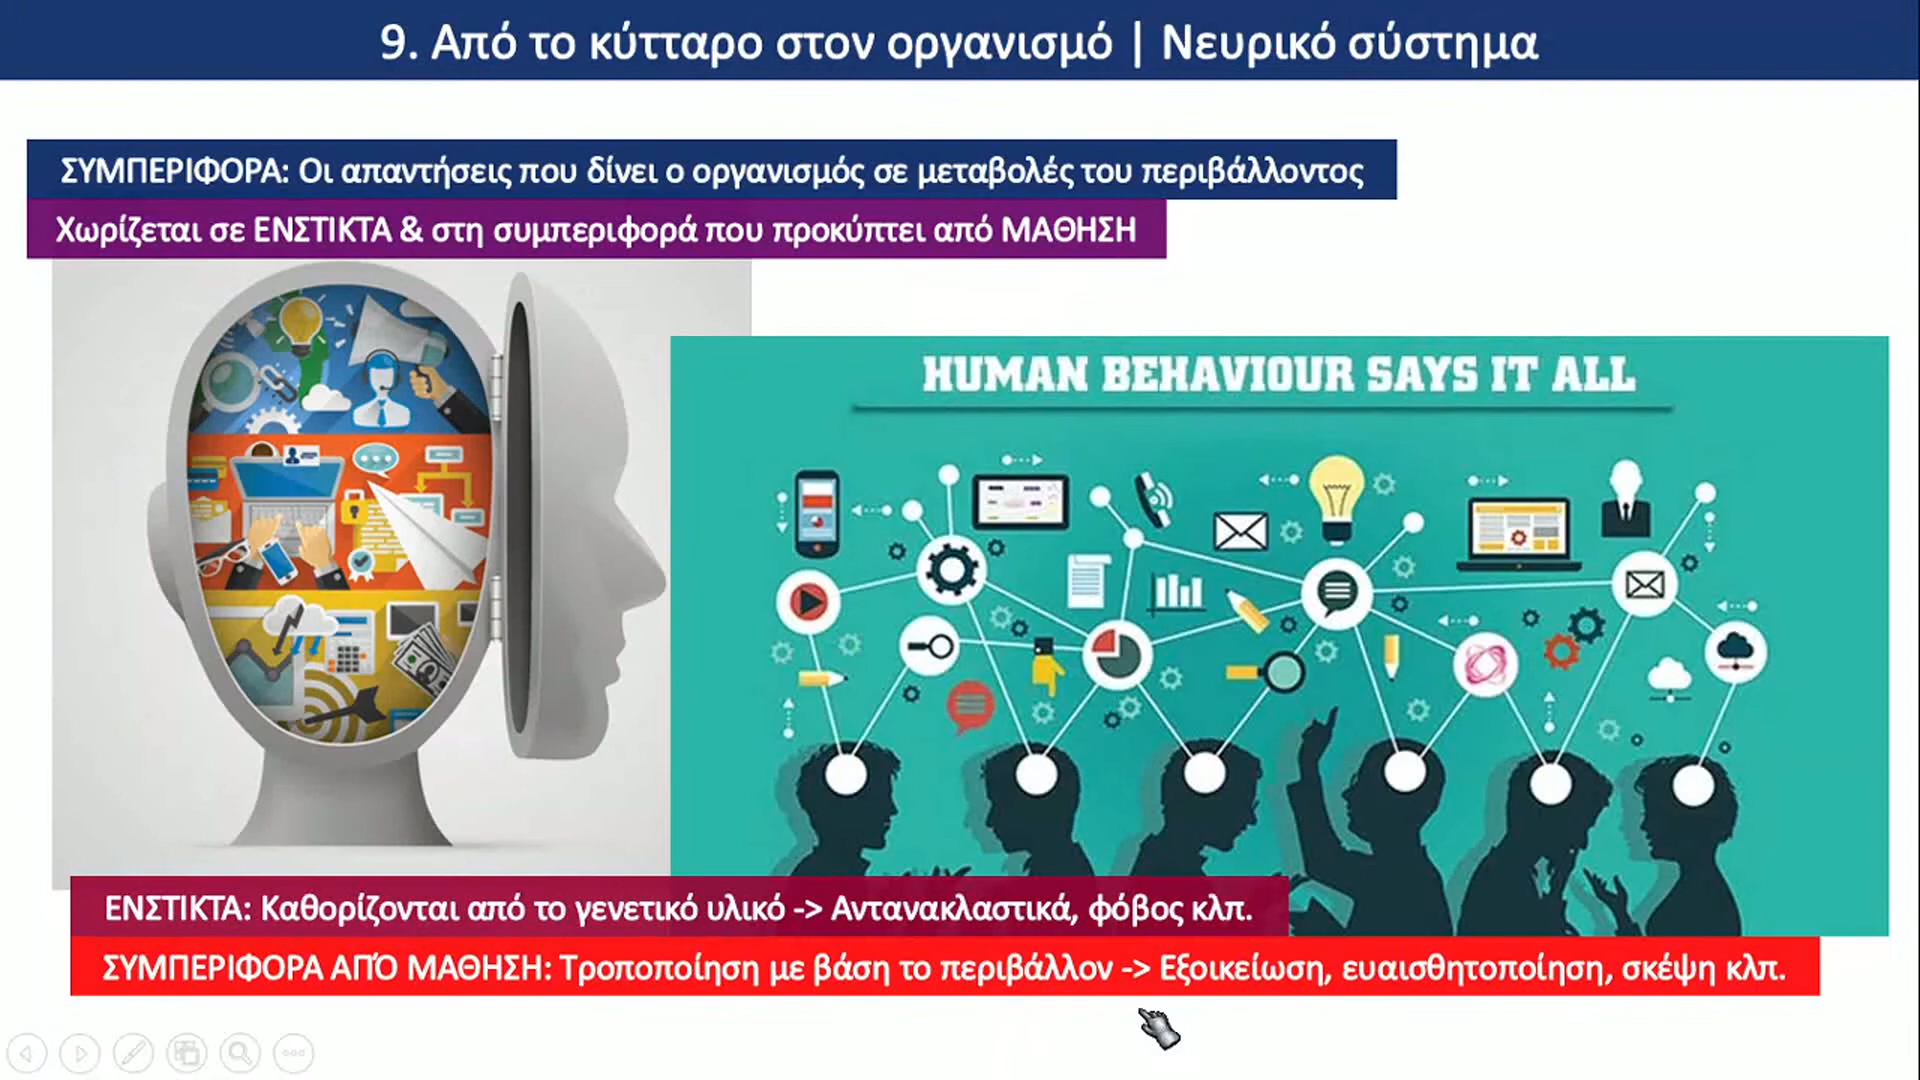 9. Από το κύτταρο στον οργανισμό | Νευρικό σύστημα
ΣΥΜΠΕΡΙΦΟΡΑ: Οι απαντήσεις που δίνει ο οργανισμός σε μεταβολές του περιβάλλοντος
Χωρίζεται σε ΕΝΣΤΙΚΤΑ & στη συμπεριφορά που προκύπτει από ΜΑΘΗΣΗ
HUMAN BEHAVIOUR SAYS IT ALL
ΕΝΣΤΙΚΤΑ: Καθορίζονται από το γενετικό υλικό -> Αντανακλαστικά, φόβος κλπ.
ΣΥΜΠΕΡΙΦΟΡΑ ΑΠΌ ΜΑΘΗΣΗ: Τροποποίηση με βάση το περιβάλλον -> Εξοικείωση, ευαισθητοποίηση, σκέψη κλπ.